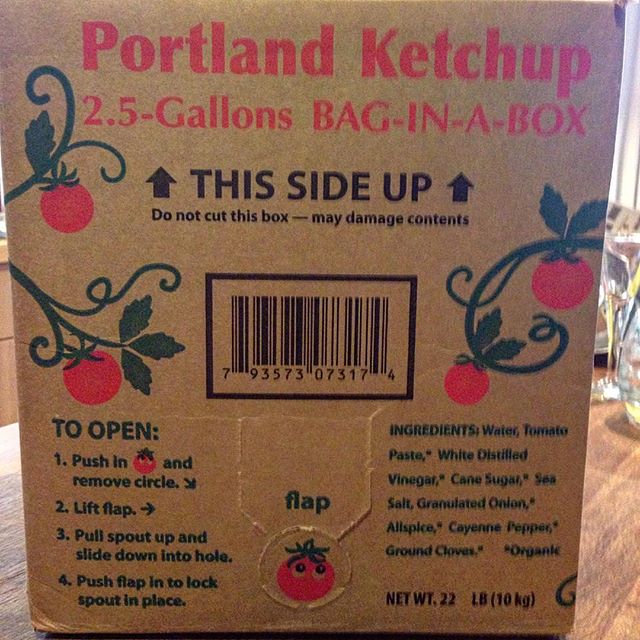 Portland Ketchup
2.5-Gallons BAG-IN-A-BOX
THIS SIDE UP
Do not cut this box — may damage contents
7 93573 07317 4
TO OPEN:
1. Push in and
remove circle. ↘
2. Lift flap. →
3. Pull spout up and
slide down into hole.
4. Push flap in to lock
spout in place.
flap
INGREDIENTS: Water, Tomato
Paste,* White Distilled
Vinegar,* Cane Sugar,* Sea
Salt, Granulated Onion,*
Allspice,* Cayenne Pepper,*
Ground Cloves.* *Organic
NET WT. 22 LB (10 kg)